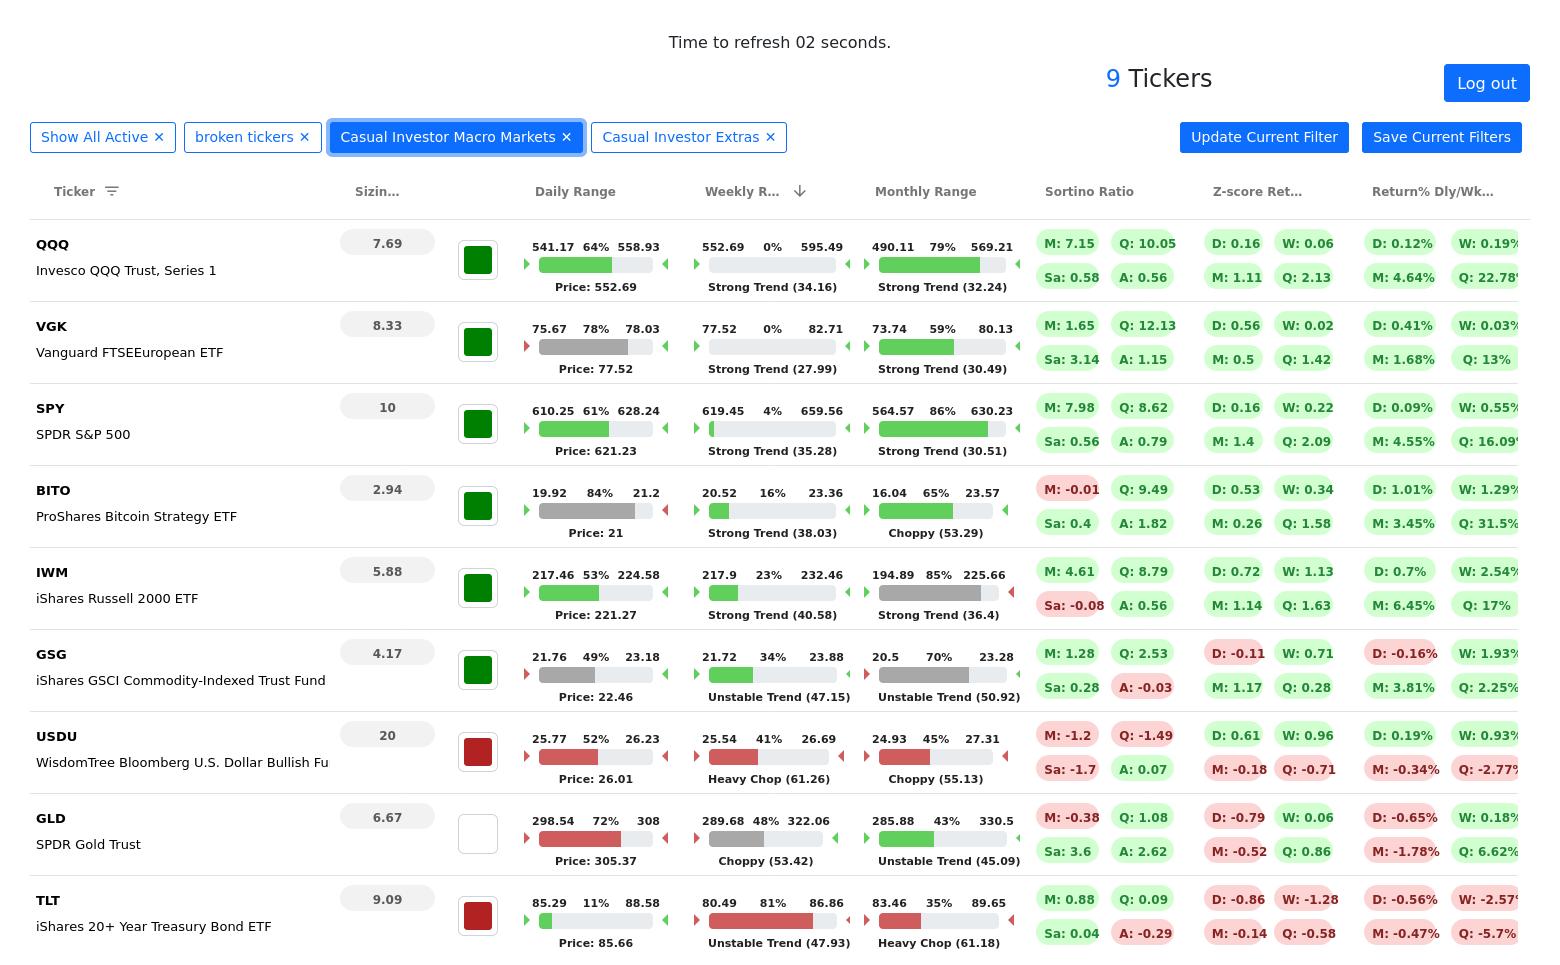 Time to refresh 02 seconds.
9 Tickers
Log out
Show All Active ✕ broken tickers ✕ Casual Investor Macro Markets ✕ Casual Investor Extras ✕ Update Current Filter Save Current Filters
Ticker Sizin... Daily Range Weekly R... Monthly Range Sortino Ratio Z-score Ret... Return% Dly/Wk...
QQQ 7.69 541.17 64% 558.93 552.69 0% 595.49 490.11 79% 569.21 M: 7.15 Q: 10.05 D: 0.16 W: 0.06 D: 0.12% W: 0.19%
Invesco QQQ Trust, Series 1 Price: 552.69 Strong Trend (34.16) Strong Trend (32.24) Sa: 0.58 A: 0.56 M: 1.11 Q: 2.13 M: 4.64% Q: 22.78%
VGK 8.33 75.67 78% 78.03 77.52 0% 82.71 73.74 59% 80.13 M: 1.65 Q: 12.13 D: 0.56 W: 0.02 D: 0.41% W: 0.03%
Vanguard FTSEEuropean ETF Price: 77.52 Strong Trend (27.99) Strong Trend (30.49) Sa: 3.14 A: 1.15 M: 0.5 Q: 1.42 M: 1.68% Q: 13%
SPY 10 610.25 61% 628.24 619.45 4% 659.56 564.57 86% 630.23 M: 7.98 Q: 8.62 D: 0.16 W: 0.22 D: 0.09% W: 0.55%
SPDR S&P 500 Price: 621.23 Strong Trend (35.28) Strong Trend (30.51) Sa: 0.56 A: 0.79 M: 1.4 Q: 2.09 M: 4.55% Q: 16.09%
BITO 2.94 19.92 84% 21.2 20.52 16% 23.36 16.04 65% 23.57 M: -0.01 Q: 9.49 D: 0.53 W: 0.34 D: 1.01% W: 1.29%
ProShares Bitcoin Strategy ETF Price: 21 Strong Trend (38.03) Choppy (53.29) Sa: 0.4 A: 1.82 M: 0.26 Q: 1.58 M: 3.45% Q: 31.5%
IWM 5.88 217.46 53% 224.58 217.9 23% 232.46 194.89 85% 225.66 M: 4.61 Q: 8.79 D: 0.72 W: 1.13 D: 0.7% W: 2.54%
iShares Russell 2000 ETF Price: 221.27 Strong Trend (40.58) Strong Trend (36.4) Sa: -0.08 A: 0.56 M: 1.14 Q: 1.63 M: 6.45% Q: 17%
GSG 4.17 21.76 49% 23.18 21.72 34% 23.88 20.5 70% 23.28 M: 1.28 Q: 2.53 D: -0.11 W: 0.71 D: -0.16% W: 1.93%
iShares GSCI Commodity-Indexed Trust Fund Price: 22.46 Unstable Trend (47.15) Unstable Trend (50.92) Sa: 0.28 A: -0.03 M: 1.17 Q: 0.28 M: 3.81% Q: 2.25%
USDU 20 25.77 52% 26.23 25.54 41% 26.69 24.93 45% 27.31 M: -1.2 Q: -1.49 D: 0.61 W: 0.96 D: 0.19% W: 0.93%
WisdomTree Bloomberg U.S. Dollar Bullish Fu Price: 26.01 Heavy Chop (61.26) Choppy (55.13) Sa: -1.7 A: 0.07 M: -0.18 Q: -0.71 M: -0.34% Q: -2.77%
GLD 6.67 298.54 72% 308 289.68 48% 322.06 285.88 43% 330.5 M: -0.38 Q: 1.08 D: -0.79 W: 0.06 D: -0.65% W: 0.18%
SPDR Gold Trust Price: 305.37 Choppy (53.42) Unstable Trend (45.09) Sa: 3.6 A: 2.62 M: -0.52 Q: 0.86 M: -1.78% Q: 6.62%
TLT 9.09 85.29 11% 88.58 80.49 81% 86.86 83.46 35% 89.65 M: 0.88 Q: 0.09 D: -0.86 W: -1.28 D: -0.56% W: -2.57%
iShares 20+ Year Treasury Bond ETF Price: 85.66 Unstable Trend (47.93) Heavy Chop (61.18) Sa: 0.04 A: -0.29 M: -0.14 Q: -0.58 M: -0.47% Q: -5.7%